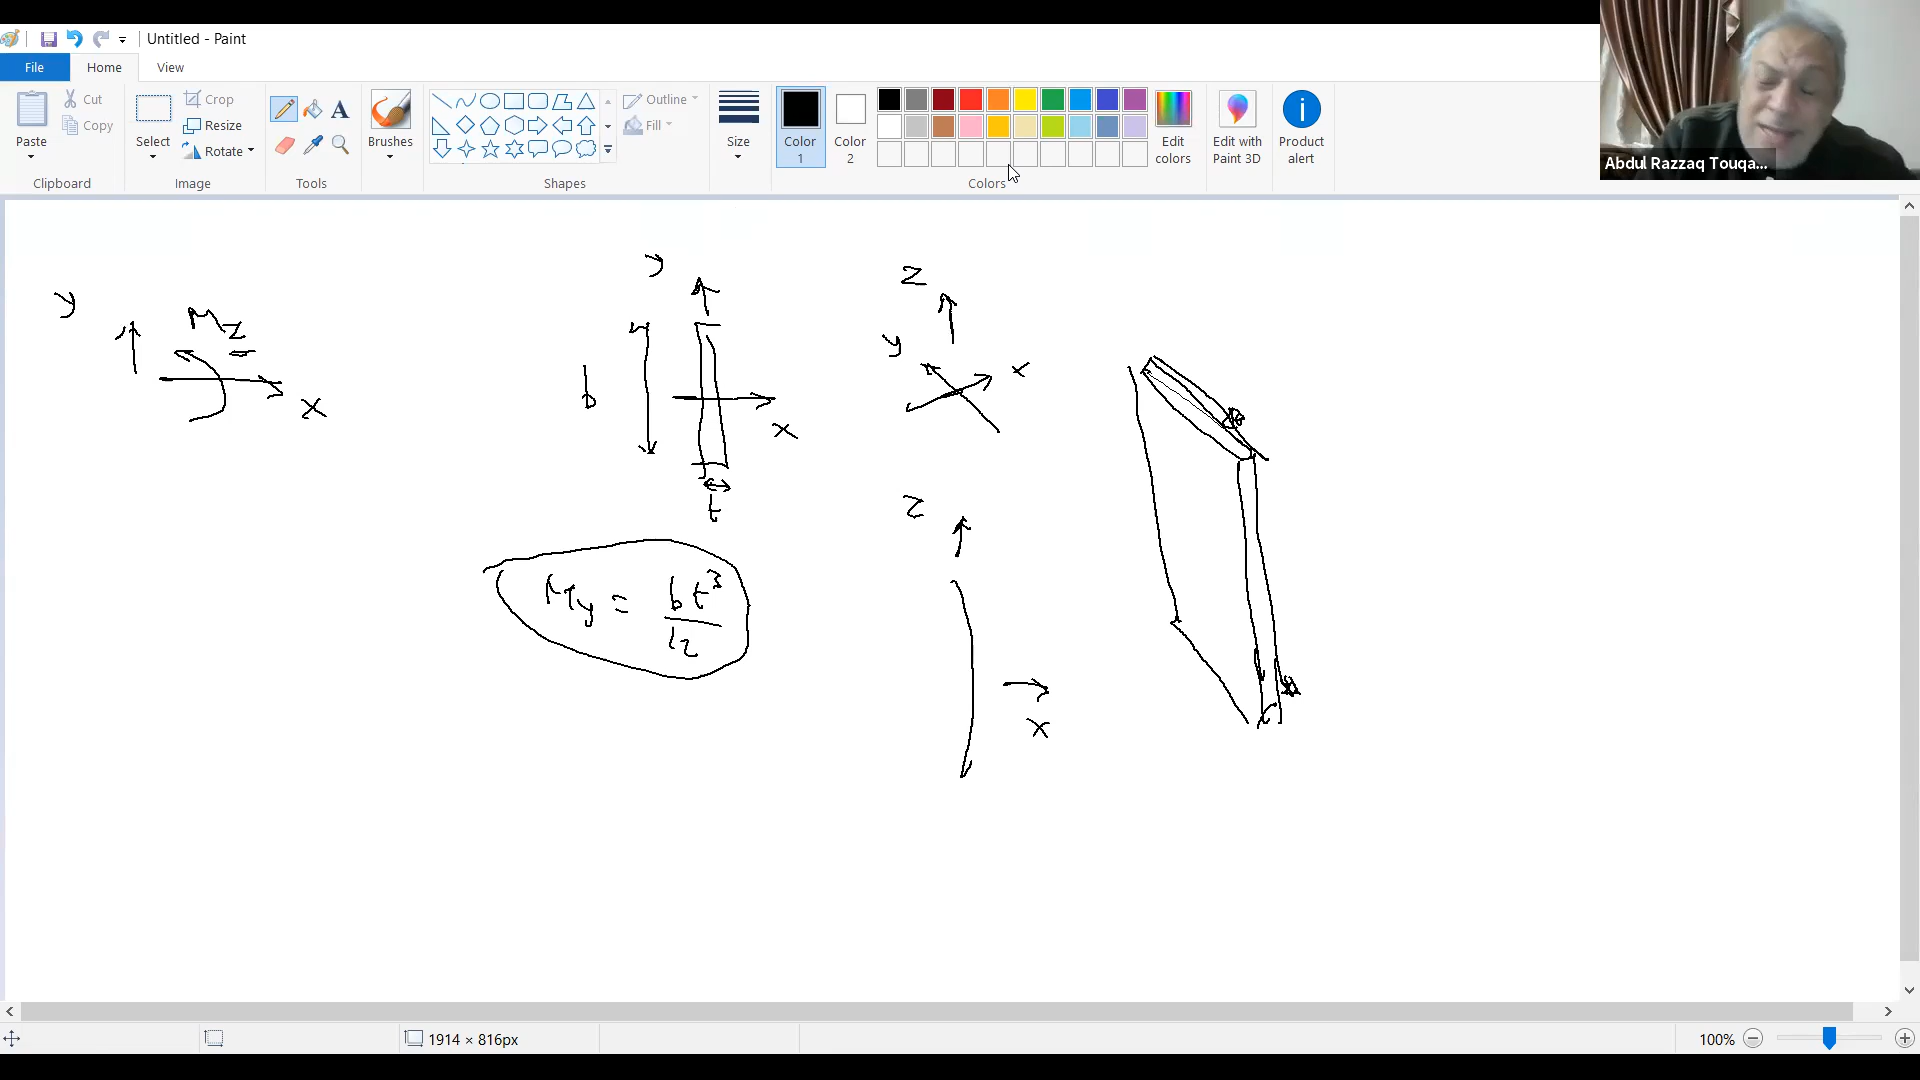 Untitled - Paint
File
Home
View
Paste
Cut
Copy
Clipboard
Select
Crop
Resize
Rotate
Image
Tools
Brushes
Outline
Fill
Shapes
Size
Color
1
Color
2
Colors
Edit
colors
Edit with
Paint 3D
Product
alert
Abdul Razzaq Touqa...
y
Mz
x
y
b
x
t
My = bt³
12
z
y
x
z
x
1914 × 816px
100%